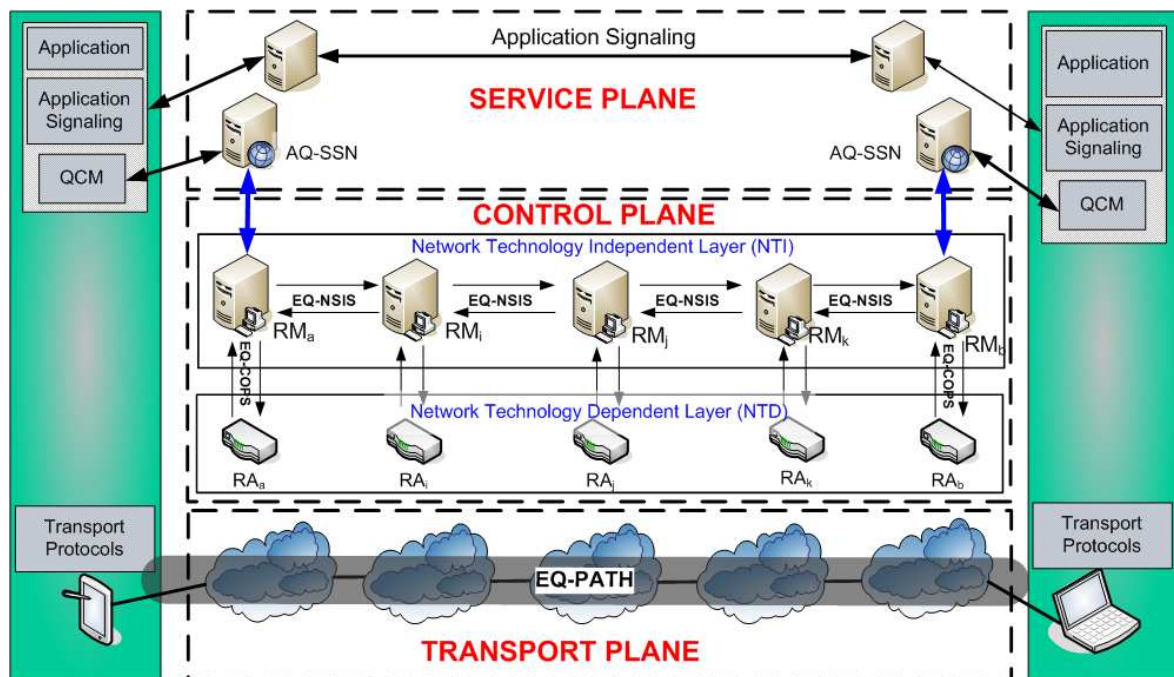 Application
Application
Signaling
QCM
Application Signaling
SERVICE PLANE
AQ-SSN
AQ-SSN
Application
Application
Signaling
QCM
CONTROL PLANE
Network Technology Independent Layer (NTI)
EQ-NSIS
EQ-NSIS
EQ-NSIS
EQ-NSIS
RMa
RMi
RMj
RMk
RMb
EQ-COPS
EQ-COPS
Network Technology Dependent Layer (NTD)
RAa
RAi
RAj
RAk
RAb
Transport
Protocols
Transport
Protocols
EQ-PATH
TRANSPORT PLANE